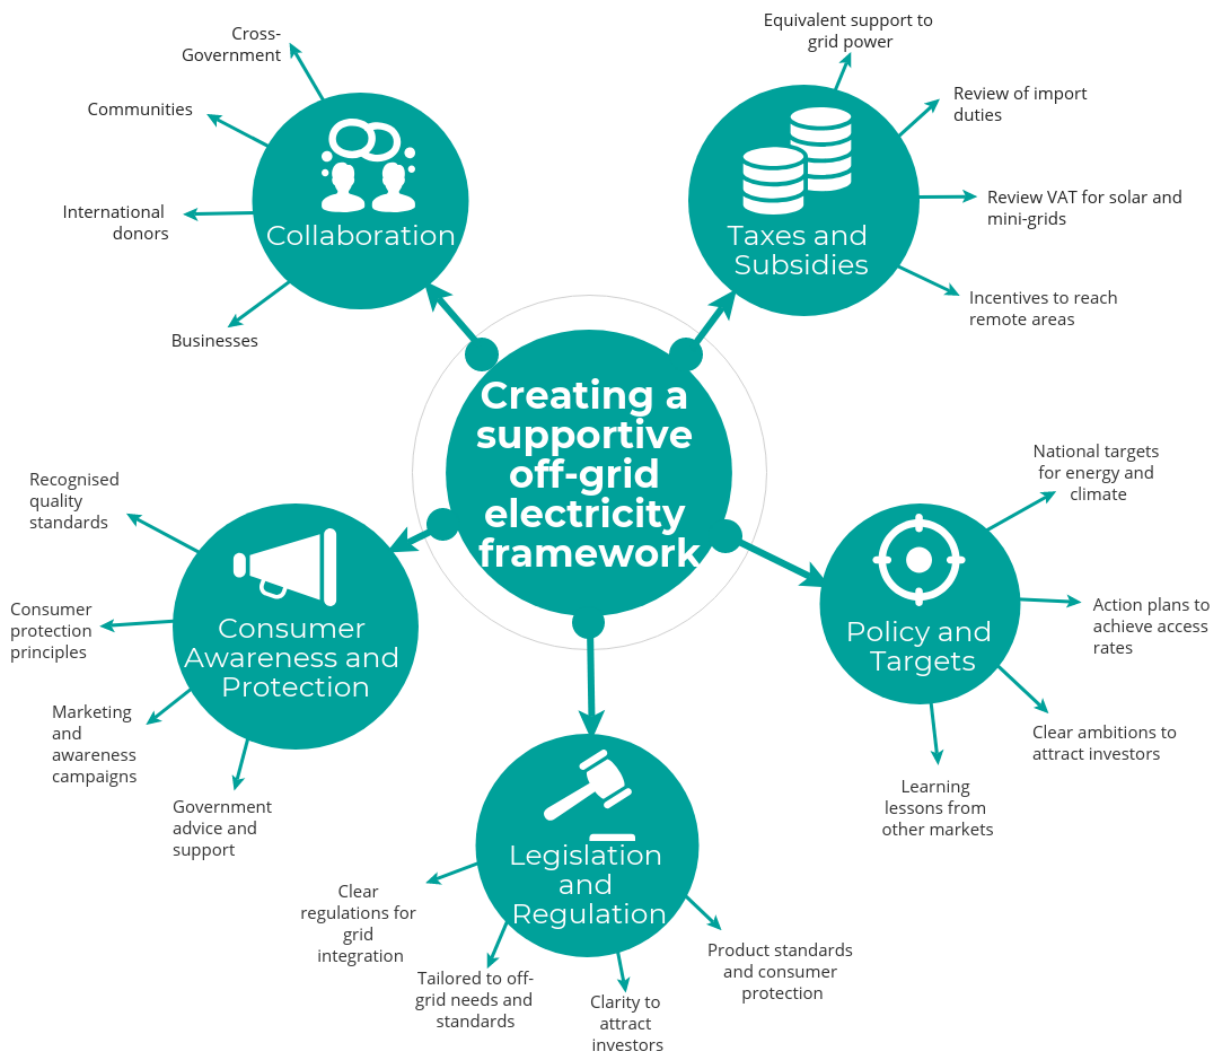 Creating a
supportive
off-grid
electricity
framework
Collaboration
Cross-
Government
Communities
International
donors
Businesses
Taxes and
Subsidies
Equivalent support to
grid power
Review of import
duties
Review VAT for solar and
mini-grids
Incentives to reach
remote areas
Policy and
Targets
National targets
for energy and
climate
Action plans to
achieve access
rates
Clear ambitions to
attract investors
Learning
lessons from
other markets
Legislation
and
Regulation
Product standards
and consumer
protection
Clarity to
attract
investors
Tailored to off-
grid needs and
standards
Clear
regulations for
grid
integration
Consumer
Awareness and
Protection
Recognised
quality
standards
Consumer
protection
principles
Marketing
and
awareness
campaigns
Government
advice and
support